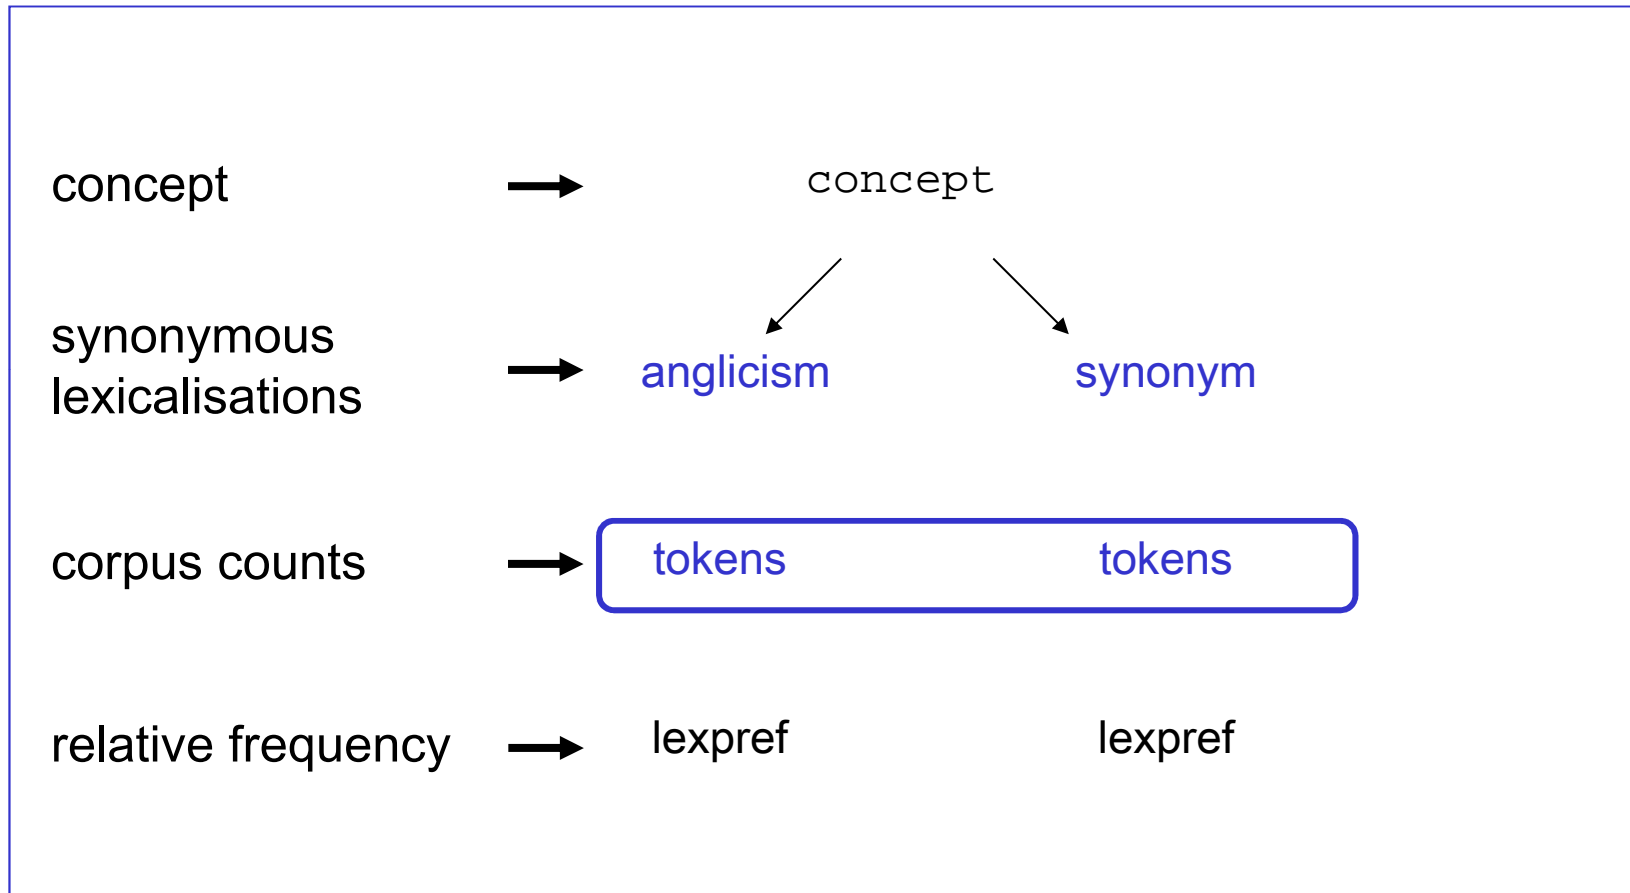 concept concept
synonymous
lexicalisations anglicism synonym
corpus counts tokens tokens
relative frequency lexpref lexpref